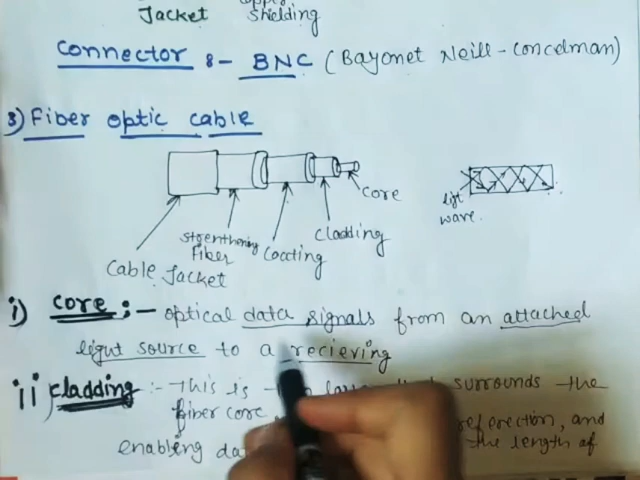 Jacket shielding
Connector :- BNC (Bayonet Neill-Concelman)
3) Fiber optic cable
core
light wave.
cladding
strenthering Fiber
Coating
Cable Jacket
i) core :- optical data signals from an attached
light source to a recieving
ii) cladding :- This is surrounds the
fiber core and
enabling the length of